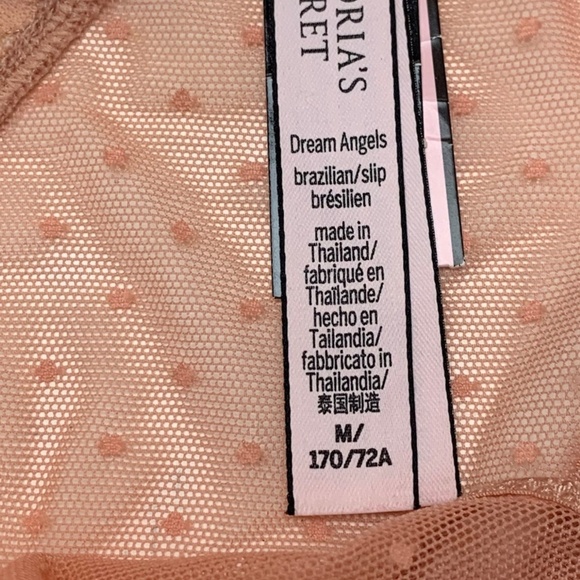 ORIA'S
RET
Dream Angels
brazilian/slip
brésilien
made in
Thailand/
fabriqué en
Thaïlande/
hecho en
Tailandia/
fabbricato in
Thailandia/
泰国制造
M/
170/72A